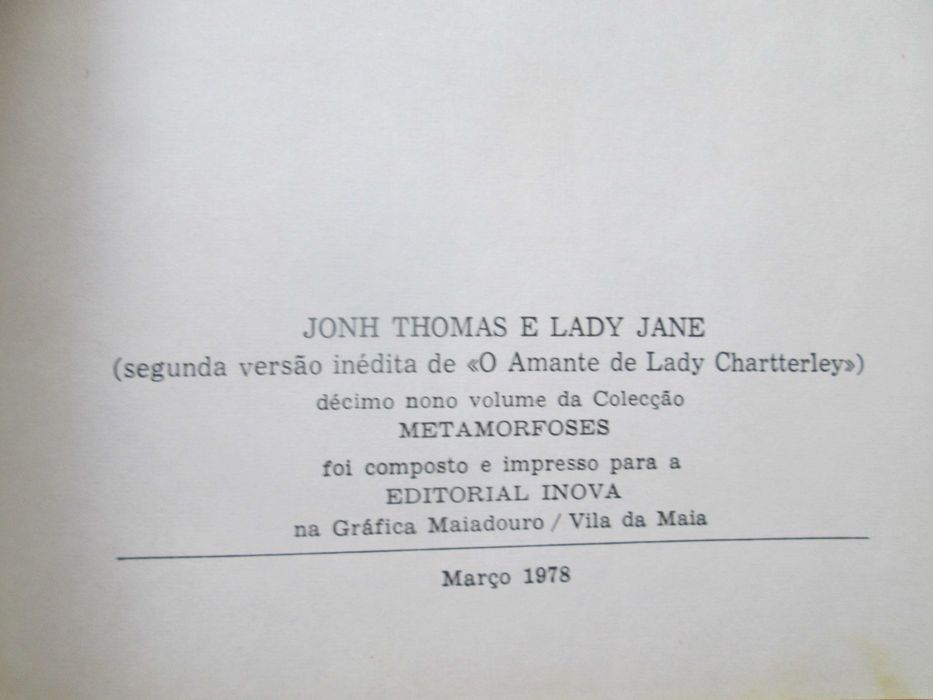 JONH THOMAS E LADY JANE
(segunda versão inédita de «O Amante de Lady Chartterley»)
décimo nono volume da Colecção
METAMORFOSES
foi composto e impresso para a
EDITORIAL INOVA
na Gráfica Maiadouro / Vila da Maia
Março 1978